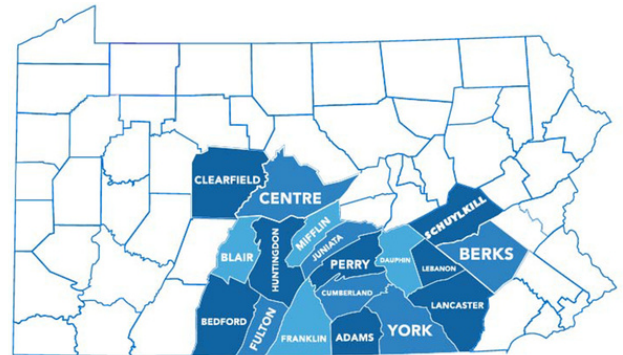 CLEARFIELD
CENTRE
SCHUYLKILL
MIFFLIN
BLAIR
HUNTINGDON
JUNIATA
BERKS
PERRY
DAUPHIN
LEBANON
CUMBERLAND
LANCASTER
BEDFORD
FULTON
FRANKLIN
ADAMS
YORK